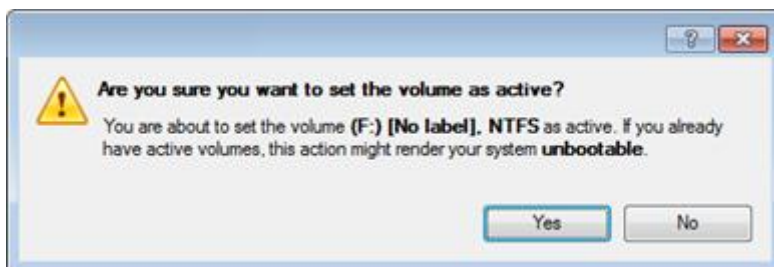 Are you sure you want to set the volume as active?
You are about to set the volume (F:) [No label], NTFS as active. If you already
have active volumes, this action might render your system unbootable.
Yes
No